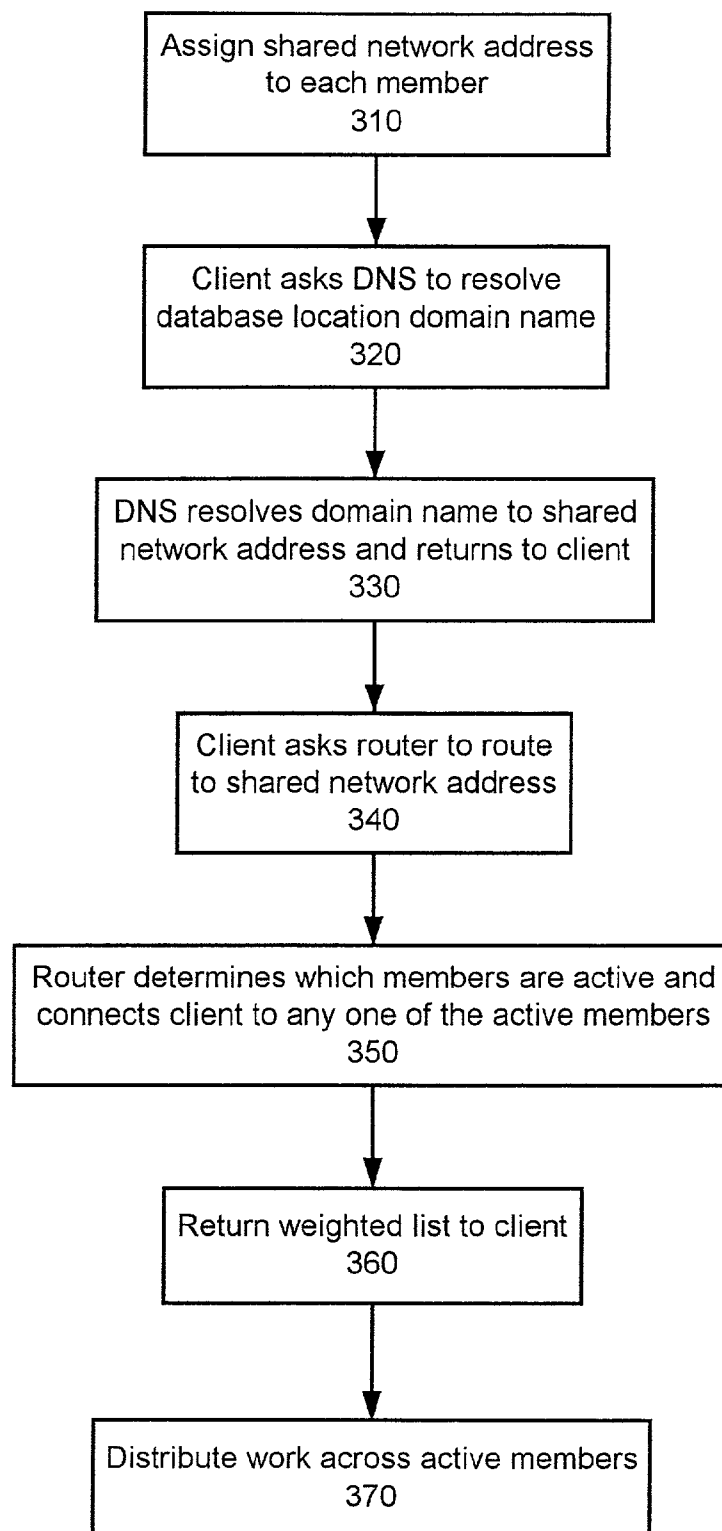 Assign shared network address
to each member
310
Client asks DNS to resolve
database location domain name
320
DNS resolves domain name to shared
network address and returns to client
330
Client asks router to route
to shared network address
340
Router determines which members are active and
connects client to any one of the active members
350
Return weighted list to client
360
Distribute work across active members
370